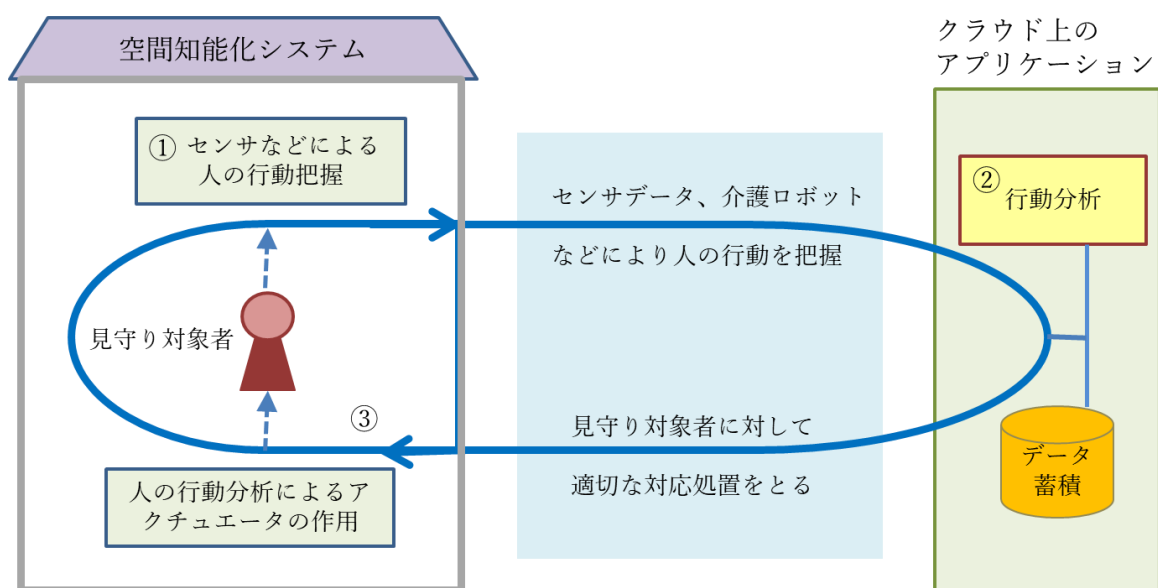 空間知能化システム
クラウド上の
アプリケーション
① センサなどによる
人の行動把握
センサデータ、介護ロボット
などにより人の行動を把握
②
行動分析
見守り対象者
③
見守り対象者に対して
適切な対応処置をとる
人の行動分析によるア
クチュエータの作用
データ
蓄積